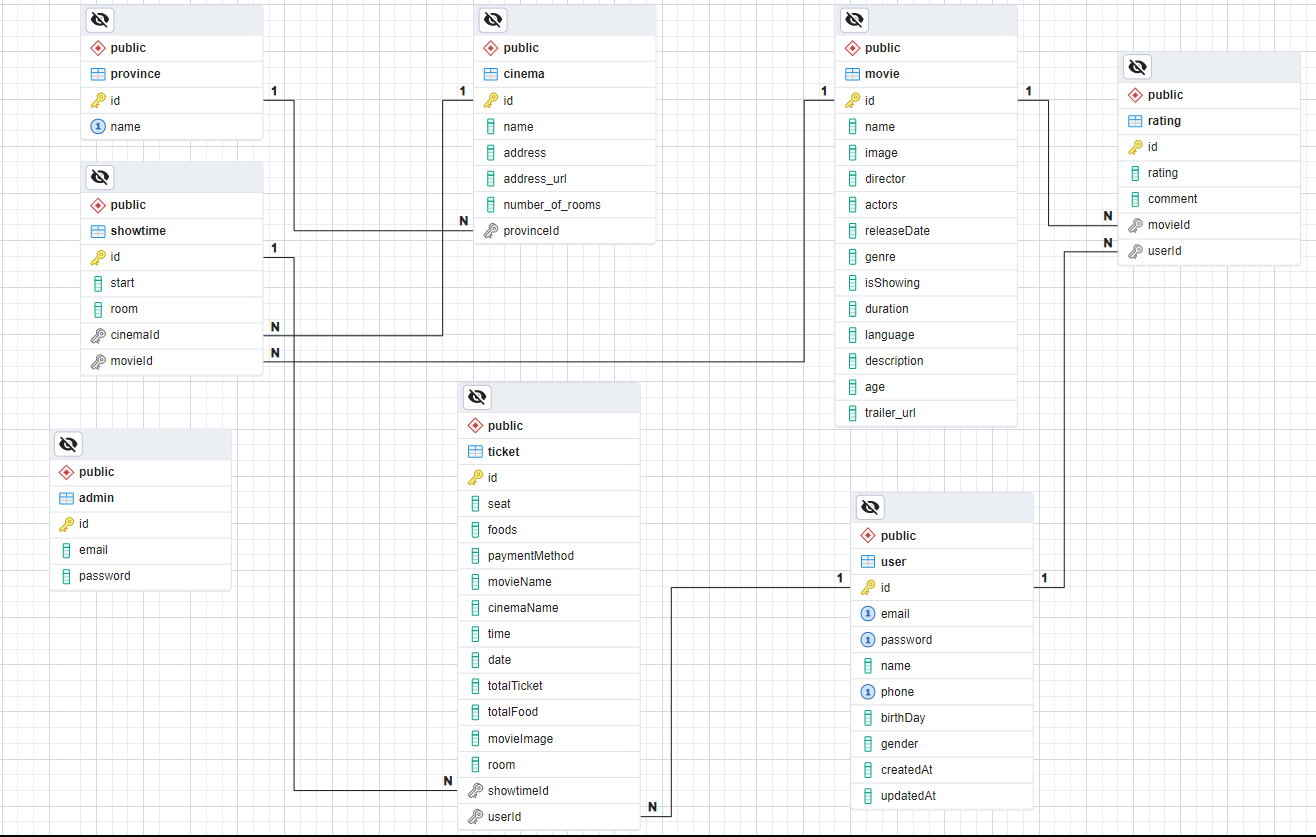 public
province
id
name
public
showtime
id
start
room
cinemaId
movieId
public
admin
id
email
password
public
cinema
id
name
address
address_url
number_of_rooms
provinceId
public
ticket
id
seat
foods
paymentMethod
movieName
cinemaName
time
date
totalTicket
totalFood
movieImage
room
showtimeId
userId
public
movie
id
name
image
director
actors
releaseDate
genre
isShowing
duration
language
description
age
trailer_url
public
user
id
email
password
name
phone
birthDay
gender
createdAt
updatedAt
public
rating
id
rating
comment
movieId
userId
1
N
1
N
1
N
1
N
1
N
1
N
1
N
1
1
1
1